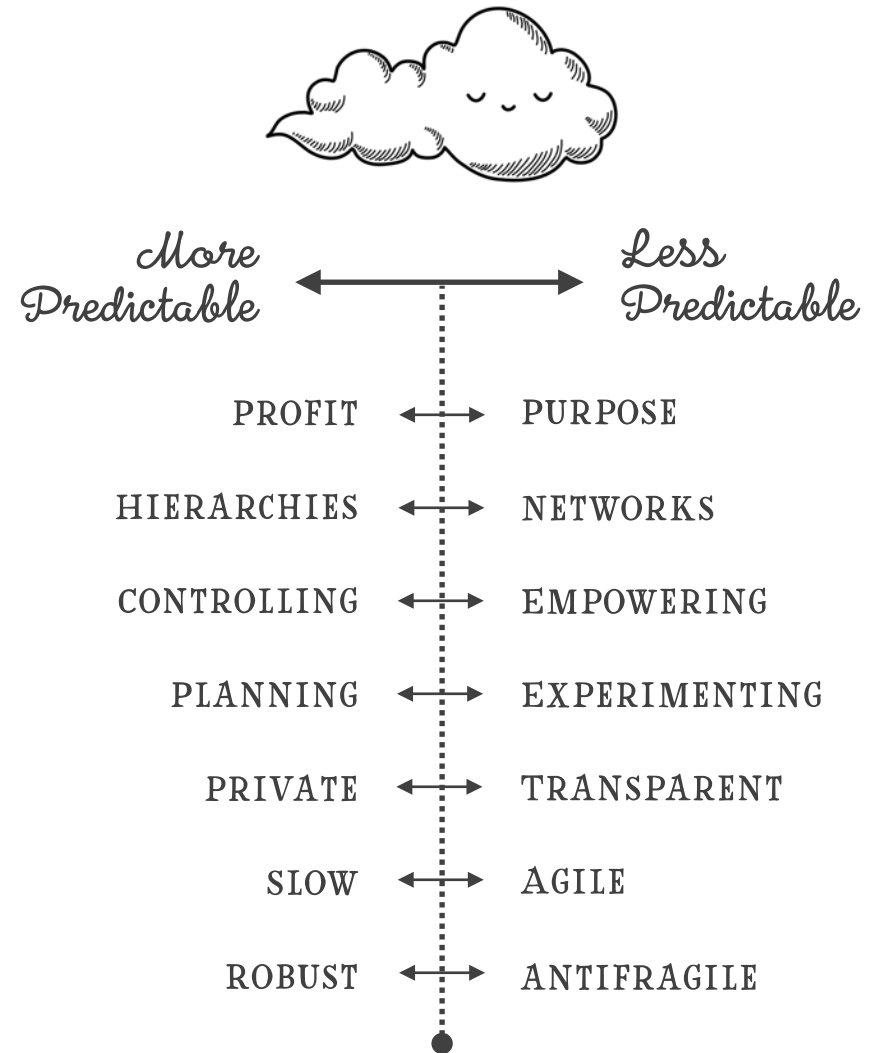 More
Predictable
Less
Predictable
PROFIT
PURPOSE
HIERARCHIES
NETWORKS
CONTROLLING
EMPOWERING
PLANNING
EXPERIMENTING
PRIVATE
TRANSPARENT
SLOW
AGILE
ROBUST
ANTIFRAGILE